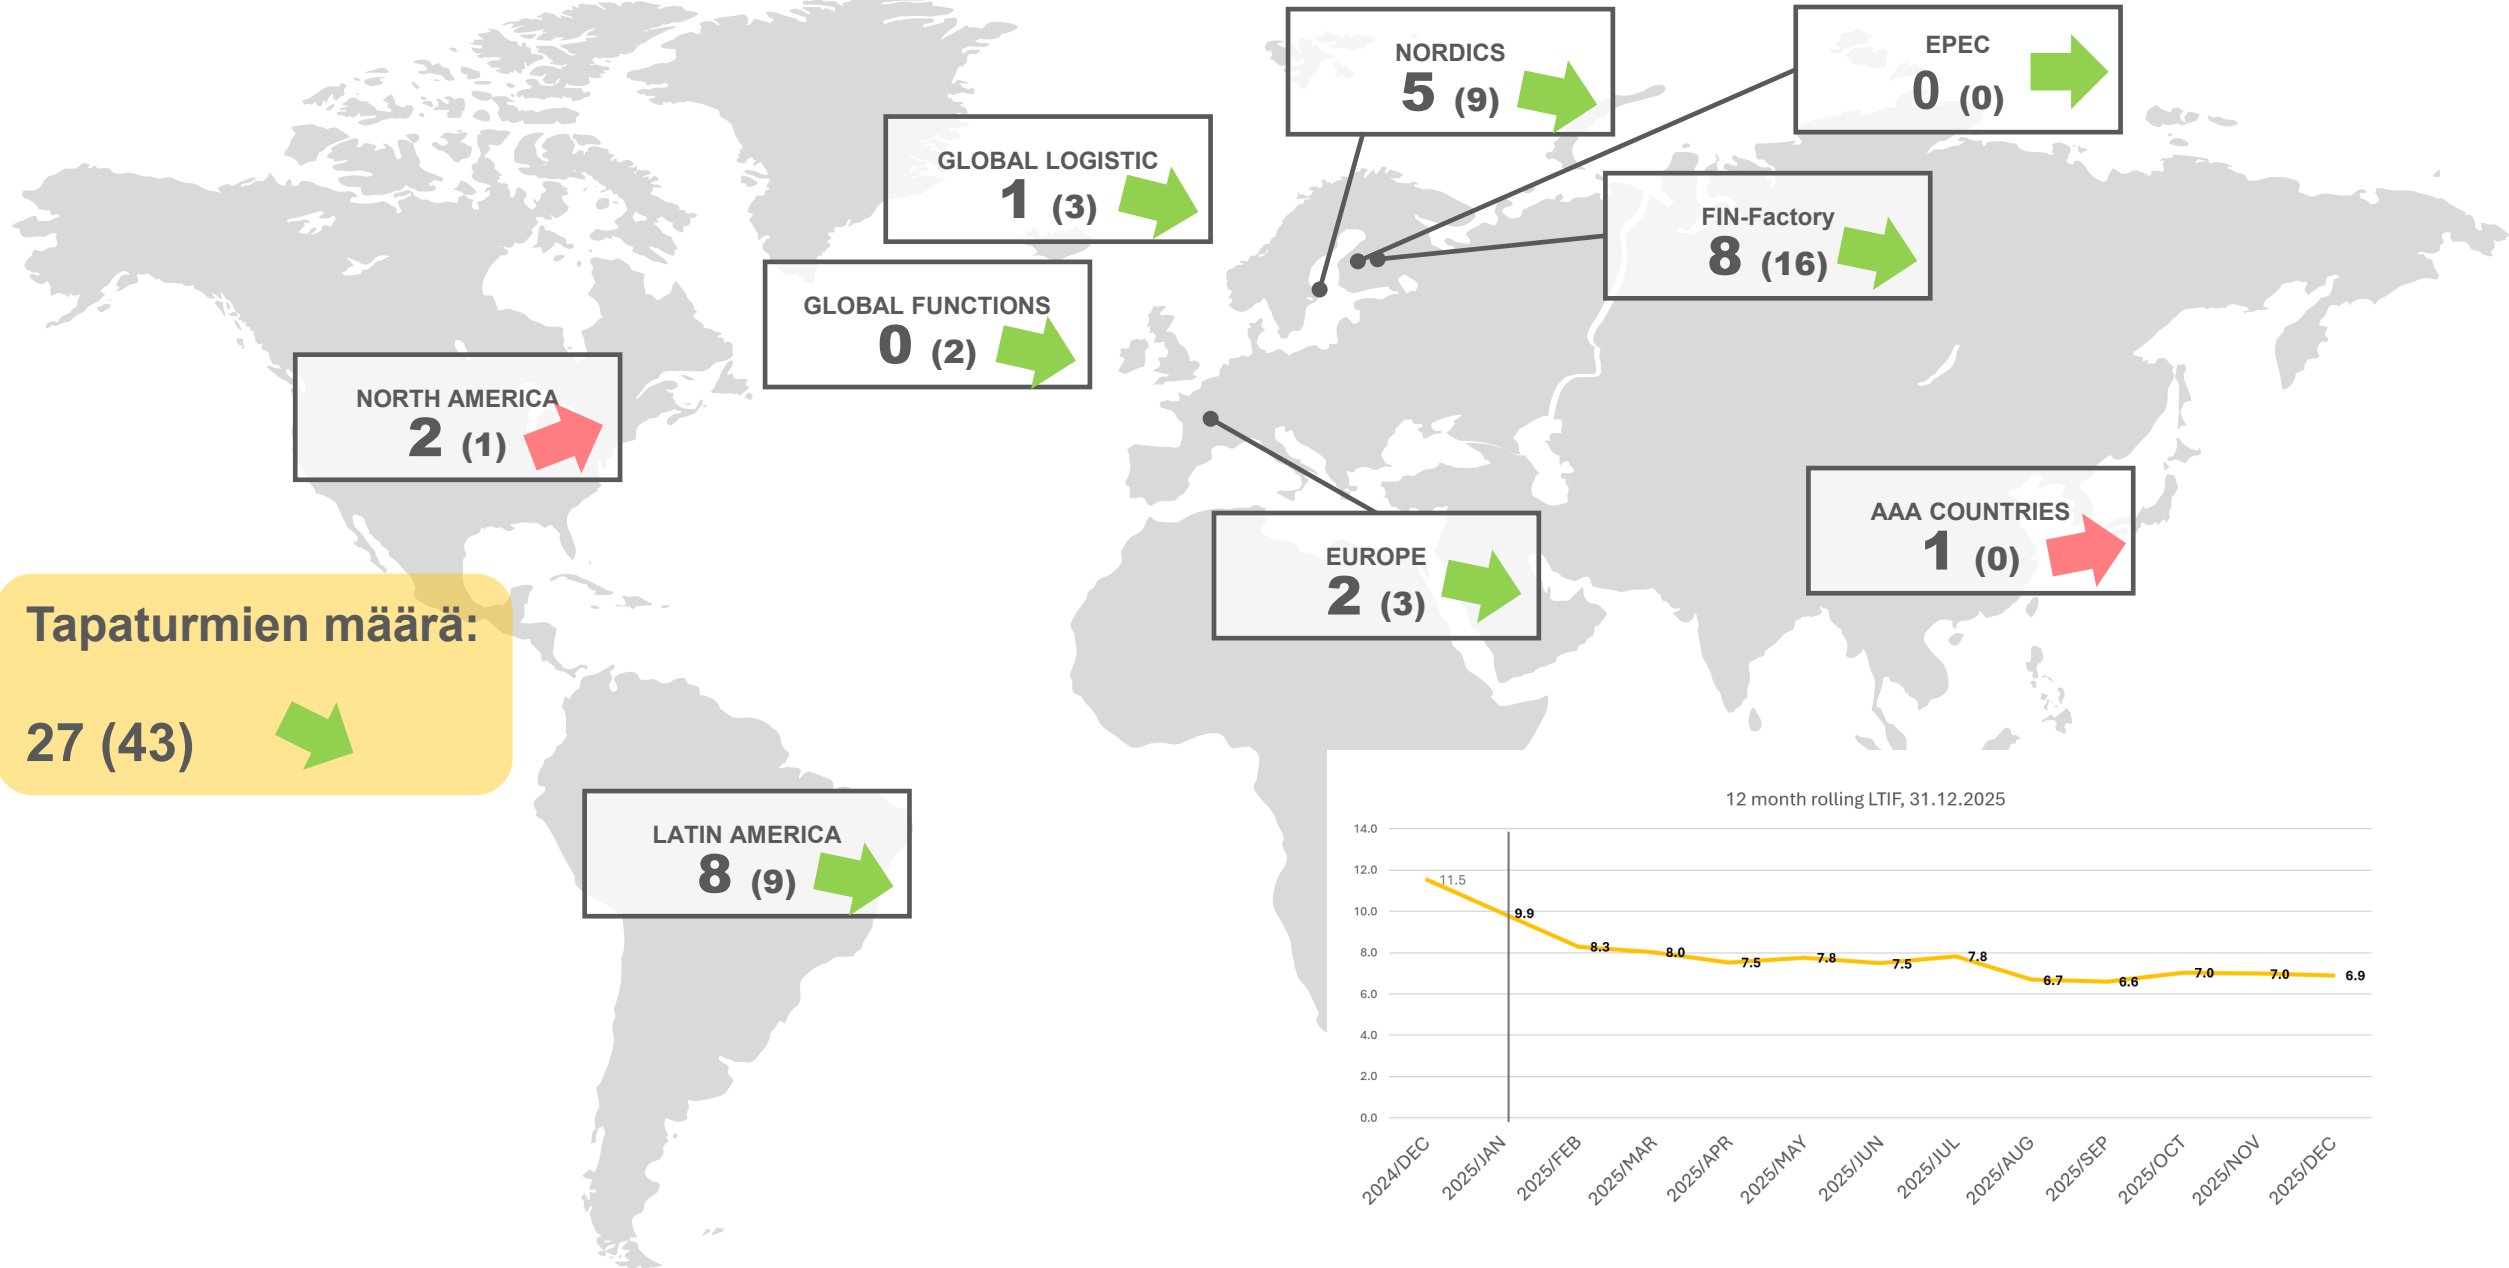 NORDICS
5 (9)
EPEC
0 (0)
GLOBAL LOGISTIC
1 (3)
FIN-Factory
8 (16)
GLOBAL FUNCTIONS
0 (2)
NORTH AMERICA
2 (1)
AAA COUNTRIES
1 (0)
EUROPE
2 (3)
Tapaturmien määrä:
27 (43)
LATIN AMERICA
8 (9)
12 month rolling LTIF, 31.12.2025
14.0
12.0
10.0
8.0
6.0
4.0
2.0
0.0
11.5
9.9
8.3
8.0
7.5
7.8
7.5
7.8
6.7
6.6
7.0
7.0
6.9
2024/DEC
2025/JAN
2025/FEB
2025/MAR
2025/APR
2025/MAY
2025/JUN
2025/JUL
2025/AUG
2025/SEP
2025/OCT
2025/NOV
2025/DEC